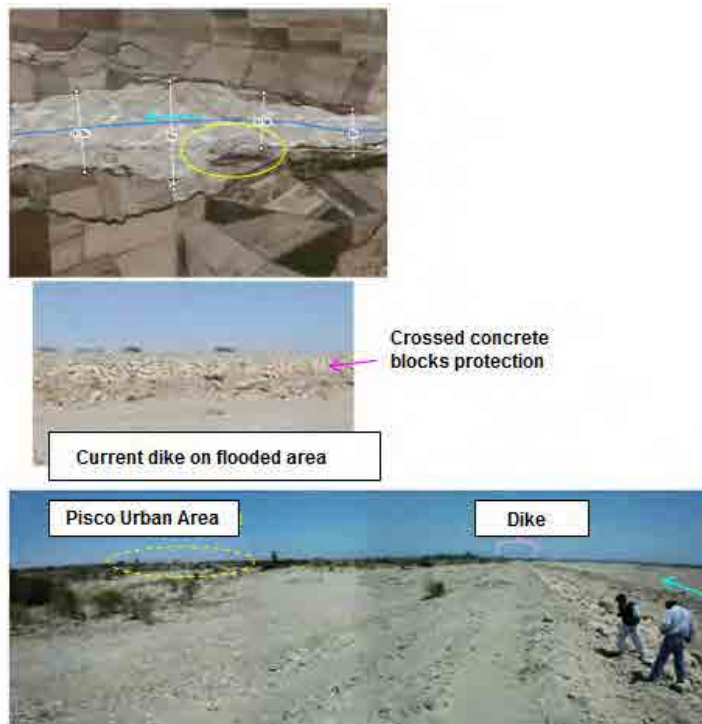 Crossed concrete
blocks protection
Current dike on flooded area
Pisco Urban Area
Dike